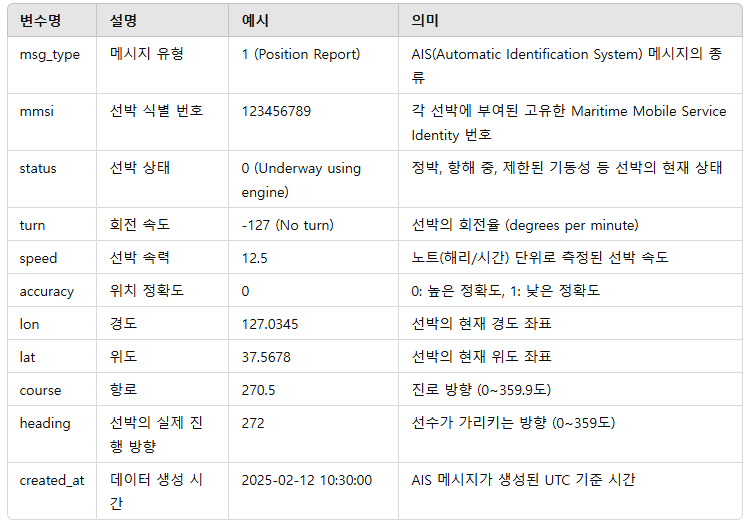 변수명 설명 예시 의미
msg_type 메시지 유형 1 (Position Report) AIS(Automatic Identification System) 메시지의 종
류
mmsi 선박 식별 번호 123456789 각 선박에 부여된 고유한 Maritime Mobile Service
Identity 번호
status 선박 상태 0 (Underway using 정박, 항해 중, 제한된 기동성 등 선박의 현재 상태
engine)
turn 회전 속도 -127 (No turn) 선박의 회전율 (degrees per minute)
speed 선박 속력 12.5 노트(해리/시간) 단위로 측정된 선박 속도
accuracy 위치 정확도 0 0: 높은 정확도, 1: 낮은 정확도
lon 경도 127.0345 선박의 현재 경도 좌표
lat 위도 37.5678 선박의 현재 위도 좌표
course 항로 270.5 진로 방향 (0~359.9도)
heading 선박의 실제 진 272 선수가 가리키는 방향 (0~359도)
행 방향
created_at 데이터 생성 시 2025-02-12 10:30:00 AIS 메시지가 생성된 UTC 기준 시간
간